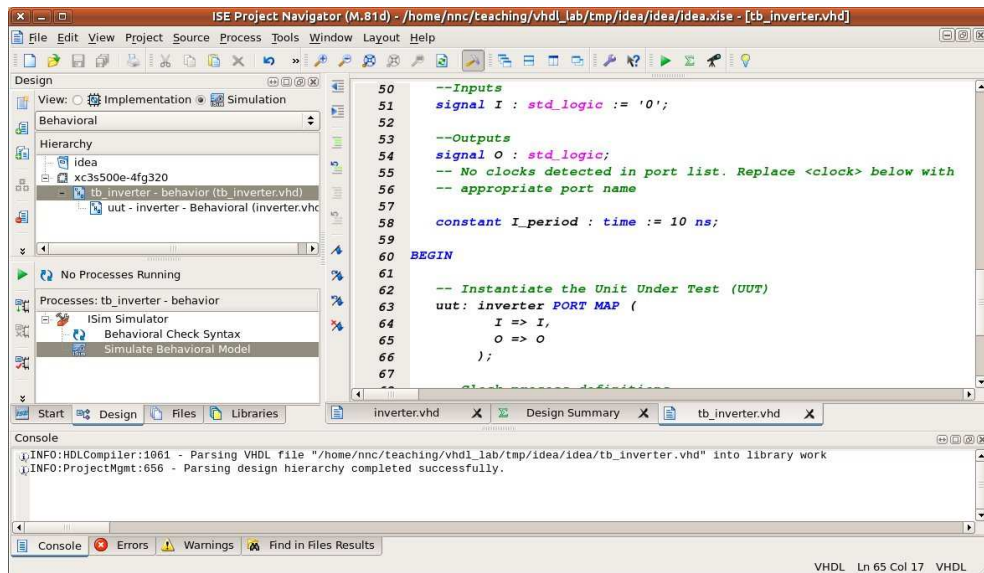 ISE Project Navigator (M.81d) - /home/nnc/teaching/vhdl_lab/tmp/idea/idea/idea.xise - [tb_inverter.vhd]
File Edit View Project Source Process Tools Window Layout Help
Design
View: Implementation Simulation
Behavioral
Hierarchy
idea
xc3s500e-4fg320
tb_inverter - behavior (tb_inverter.vhd)
uut - inverter - Behavioral (inverter.vhd
No Processes Running
Processes: tb_inverter - behavior
ISim Simulator
Behavioral Check Syntax
Simulate Behavioral Model
Start Design Files Libraries
50 --Inputs
51 signal I : std_logic := '0';
52
53 --Outputs
54 signal O : std_logic;
55 -- No clocks detected in port list. Replace <clock> below with
56 -- appropriate port name
57
58 constant I_period : time := 10 ns;
59
60 BEGIN
61
62 -- Instantiate the Unit Under Test (UUT)
63 uut: inverter PORT MAP (
64 I => I,
65 O => O
66 );
67
inverter.vhd Design Summary tb_inverter.vhd
Console
INFO:HDLCompiler:1061 - Parsing VHDL file "/home/nnc/teaching/vhdl_lab/tmp/idea/idea/tb_inverter.vhd" into library work
INFO:ProjectMgmt:656 - Parsing design hierarchy completed successfully.
Console Errors Warnings Find in Files Results
VHDL Ln 65 Col 17 VHDL